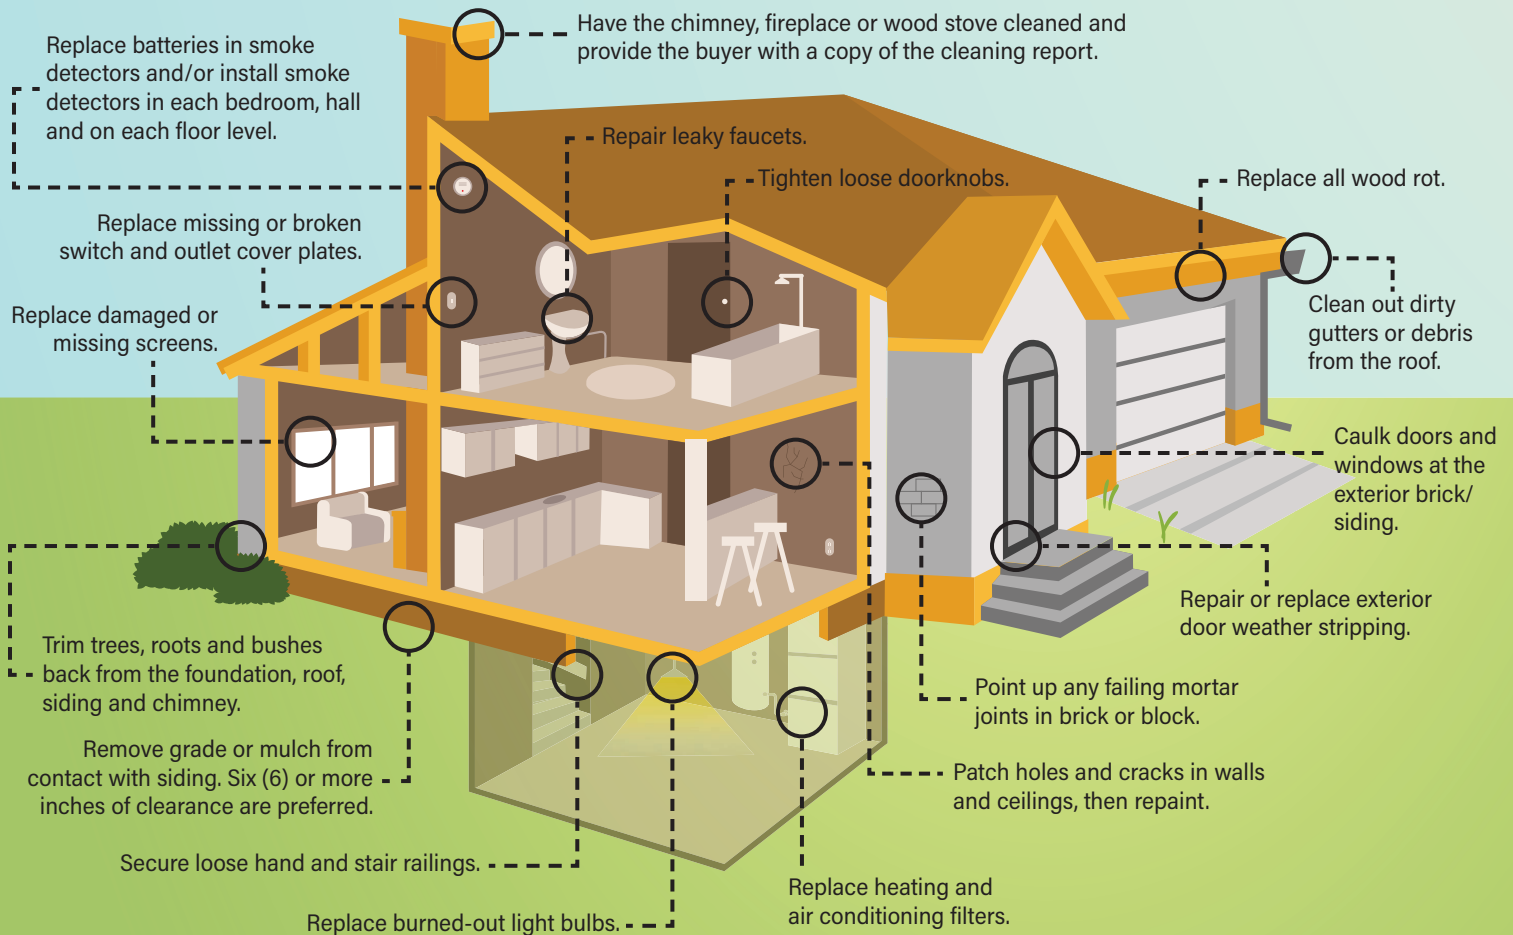 Have the chimney, fireplace or wood stove cleaned and
provide the buyer with a copy of the cleaning report.
Replace batteries in smoke
detectors and/or install smoke
detectors in each bedroom, hall
and on each floor level.
Repair leaky faucets.
Tighten loose doorknobs.
Replace all wood rot.
Replace missing or broken
switch and outlet cover plates.
Clean out dirty
gutters or debris
from the roof.
Replace damaged or
missing screens.
Caulk doors and
windows at the
exterior brick/
siding.
Repair or replace exterior
door weather stripping.
Trim trees, roots and bushes
back from the foundation, roof,
siding and chimney.
Point up any failing mortar
joints in brick or block.
Remove grade or mulch from
contact with siding. Six (6) or more
inches of clearance are preferred.
Patch holes and cracks in walls
and ceilings, then repaint.
Secure loose hand and stair railings.
Replace heating and
air conditioning filters.
Replace burned-out light bulbs.